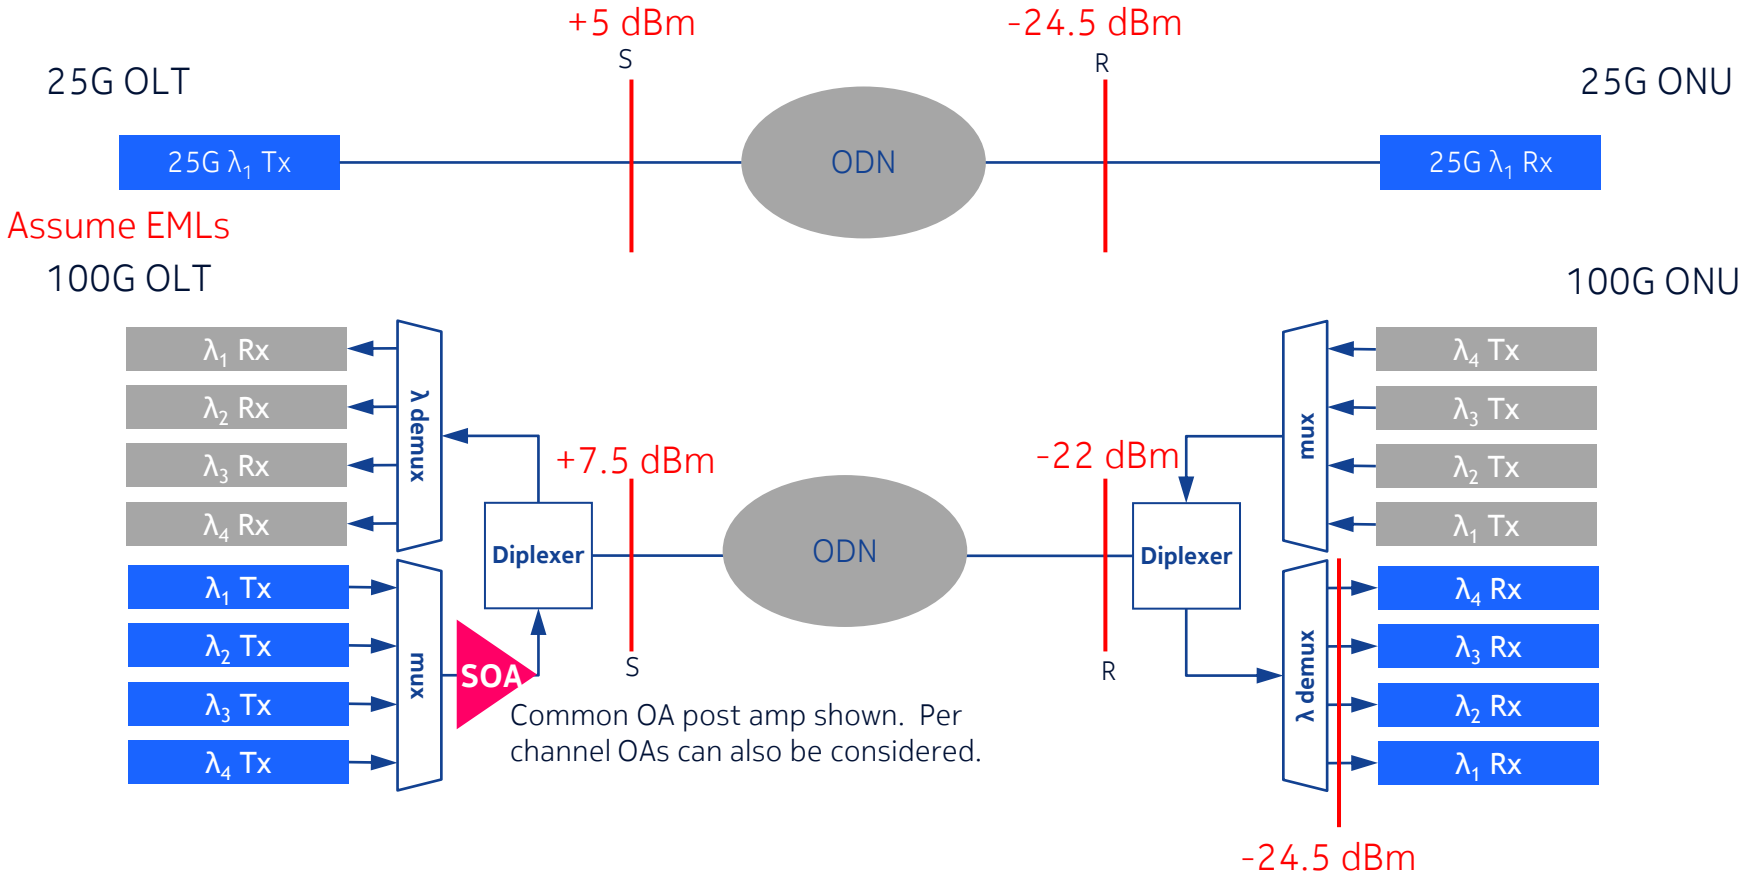 +5 dBm
-24.5 dBm
S
R
25G OLT
25G ONU
25G λ1 Tx
ODN
25G λ1 Rx
Assume EMLs
100G OLT
100G ONU
λ1 Rx
λ2 Rx
λ3 Rx
λ4 Rx
λ demux
λ1 Tx
λ2 Tx
λ3 Tx
λ4 Tx
mux
SOA
Diplexer
+7.5 dBm
S
Common OA post amp shown. Per
channel OAs can also be considered.
ODN
-22 dBm
R
Diplexer
mux
λ4 Tx
λ3 Tx
λ2 Tx
λ1 Tx
λ demux
λ4 Rx
λ3 Rx
λ2 Rx
λ1 Rx
-24.5 dBm